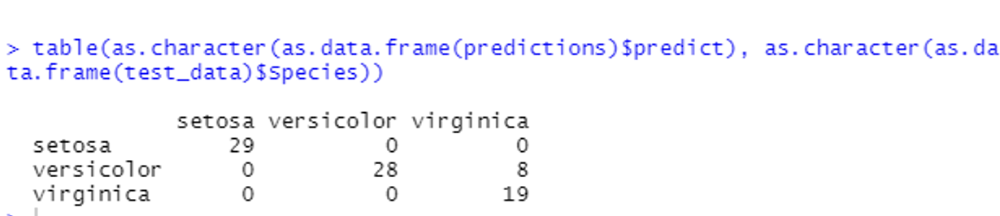 > table(as.character(as.data.frame(predictions)$predict), as.character(as.da
ta.frame(test_data)$Species))
setosa versicolor virginica
setosa 29 0 0
versicolor 0 28 8
virginica 0 0 19
>